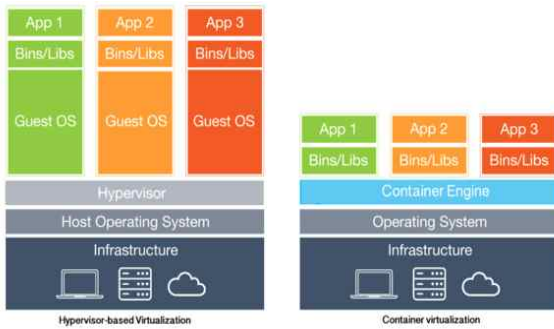 App 1
App 2
App 3
Bins/Libs
Bins/Libs
Bins/Libs
Guest OS
Guest OS
Guest OS
Hypervisor
Host Operating System
Infrastructure
Hypervisor-based Virtualization
App 1
App 2
App 3
Bins/Libs
Bins/Libs
Bins/Libs
Container Engine
Operating System
Infrastructure
Container virtualization